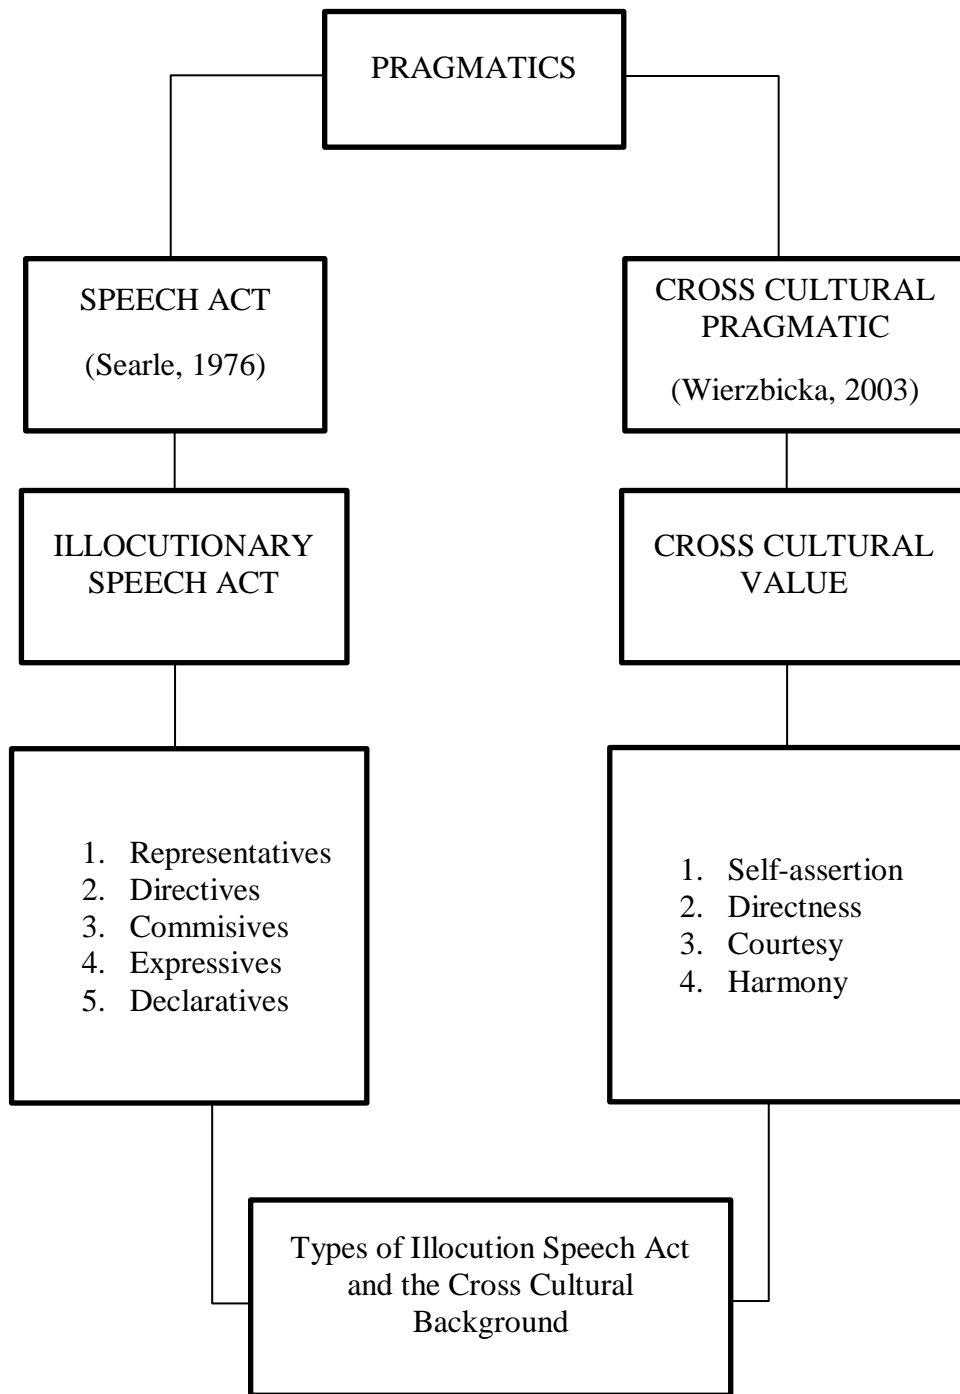 PRAGMATICS
SPEECH ACT
(Searle, 1976)
CROSS CULTURAL
PRAGMATIC
(Wierzbicka, 2003)
ILLOCUTIONARY
SPEECH ACT
CROSS CULTURAL
VALUE
1. Representatives
2. Directives
3. Commisives
4. Expressives
5. Declaratives
1. Self-assertion
2. Directness
3. Courtesy
4. Harmony
Types of Illocution Speech Act
and the Cross Cultural
Background